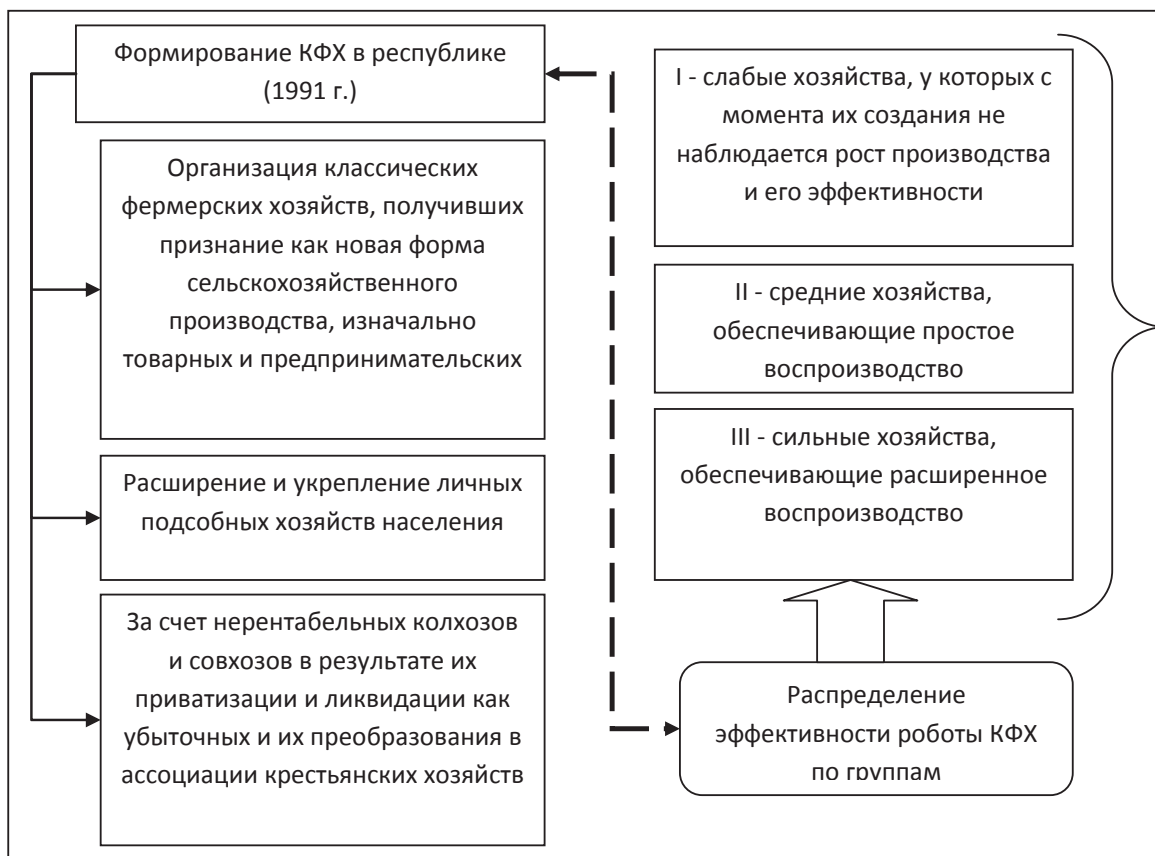 Формирование КФХ в республике
(1991 г.)
Организация классических
фермерских хозяйств, получивших
признание как новая форма
сельскохозяйственного
производства, изначально
товарных и предпринимательских
Расширение и укрепление личных
подсобных хозяйств населения
За счет нерентабельных колхозов
и совхозов в результате их
приватизации и ликвидации как
убыточных и их преобразования в
ассоциации крестьянских хозяйств
I - слабые хозяйства, у которых с
момента их создания не
наблюдается рост производства
и его эффективности
II - средние хозяйства,
обеспечивающие простое
воспроизводство
III - сильные хозяйства,
обеспечивающие расширенное
воспроизводство
Распределение
эффективности роботы КФХ
по группам